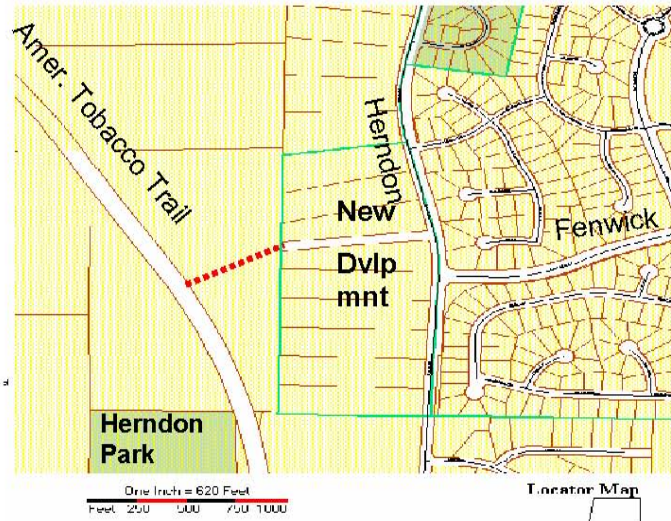 Amer. Tobacco Trail
Herndon
New
Fenwick
Dvlp
mnt
Herndon
Park
One Inch = 620 Feet
Feet 250 500 750 1000
Locator Map